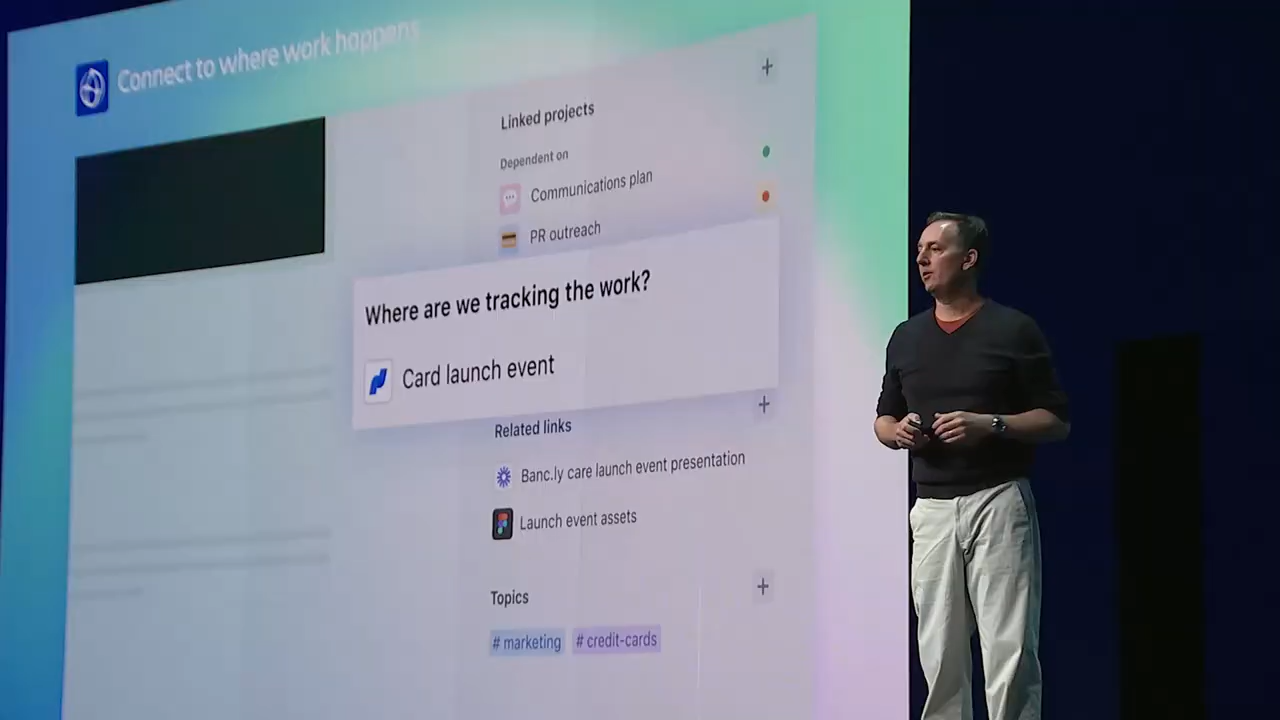 Connect to where work happens
Linked projects
Dependent on
Communications plan
PR outreach
Where are we tracking the work?
Card launch event
Related links
Banc.ly care launch event presentation
Launch event assets
Topics
# marketing # credit-cards